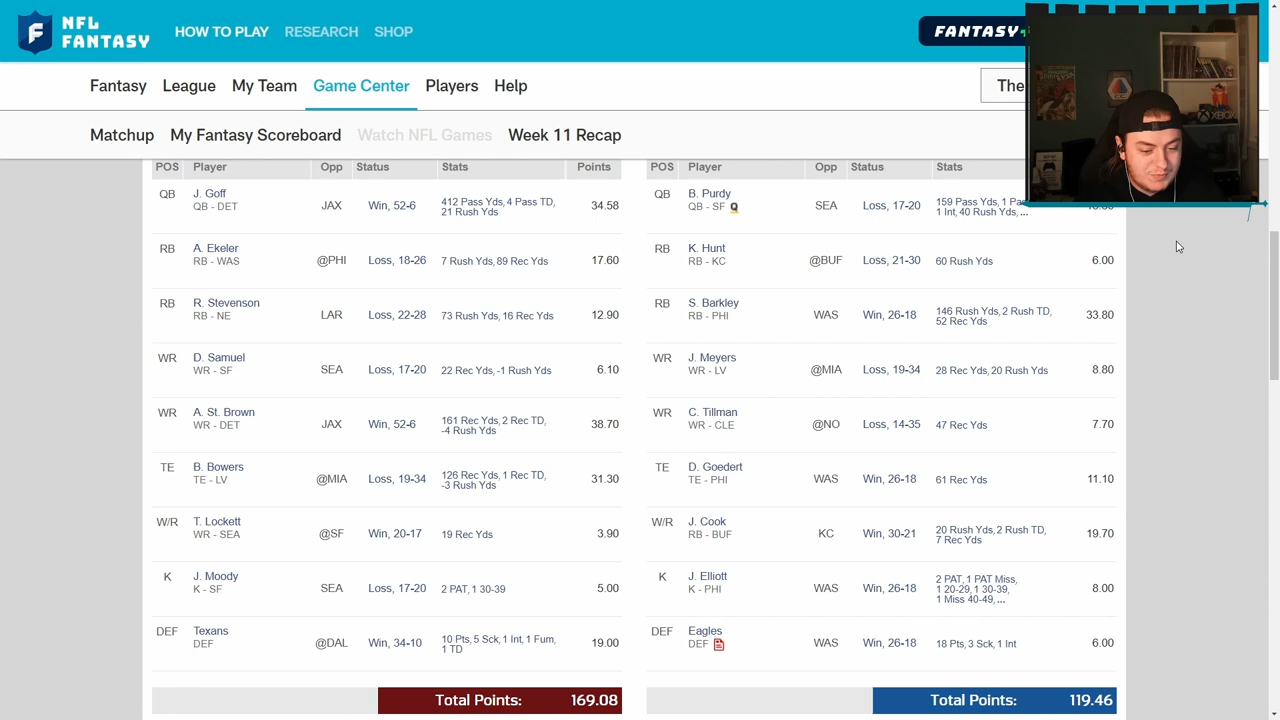 NFL
FANTASY
HOW TO PLAY RESEARCH SHOP
FANTASY+
Fantasy League My Team Game Center Players Help
The
Matchup My Fantasy Scoreboard Watch NFL Games Week 11 Recap
POS Player Opp Status Stats Points
QB J. Goff QB - DET JAX Win, 52-6 412 Pass Yds, 4 Pass TD, 21 Rush Yds 34.58
RB A. Ekeler RB - WAS @PHI Loss, 18-26 7 Rush Yds, 89 Rec Yds 17.60
RB R. Stevenson RB - NE LAR Loss, 22-28 73 Rush Yds, 16 Rec Yds 12.90
WR D. Samuel WR - SF SEA Loss, 17-20 22 Rec Yds, -1 Rush Yds 6.10
WR A. St. Brown WR - DET JAX Win, 52-6 161 Rec Yds, 2 Rec TD, -4 Rush Yds 38.70
TE B. Bowers TE - LV @MIA Loss, 19-34 126 Rec Yds, 1 Rec TD, -3 Rush Yds 31.30
W/R T. Lockett WR - SEA @SF Win, 20-17 19 Rec Yds 3.90
K J. Moody K - SF SEA Loss, 17-20 2 PAT, 1 30-39 5.00
DEF Texans DEF @DAL Win, 34-10 10 Pts, 5 Sck, 1 Int, 1 Fum, 1 TD 19.00
Total Points: 169.08
POS Player Opp Status Stats
QB B. Purdy QB - SF Q SEA Loss, 17-20 159 Pass Yds, 1 Pa 1 Int, 40 Rush Yds, ...
RB K. Hunt RB - KC @BUF Loss, 21-30 60 Rush Yds 6.00
RB S. Barkley RB - PHI WAS Win, 26-18 146 Rush Yds, 2 Rush TD, 52 Rec Yds 33.80
WR J. Meyers WR - LV @MIA Loss, 19-34 28 Rec Yds, 20 Rush Yds 8.80
WR C. Tillman WR - CLE @NO Loss, 14-35 47 Rec Yds 7.70
TE D. Goedert TE - PHI WAS Win, 26-18 61 Rec Yds 11.10
W/R J. Cook RB - BUF KC Win, 30-21 20 Rush Yds, 2 Rush TD, 7 Rec Yds 19.70
K J. Elliott K - PHI WAS Win, 26-18 2 PAT, 1 PAT Miss, 1 20-29, 1 30-39, 1 Miss 40-49, ... 8.00
DEF Eagles DEF WAS Win, 26-18 18 Pts, 3 Sck, 1 Int 6.00
Total Points: 119.46
XBOX